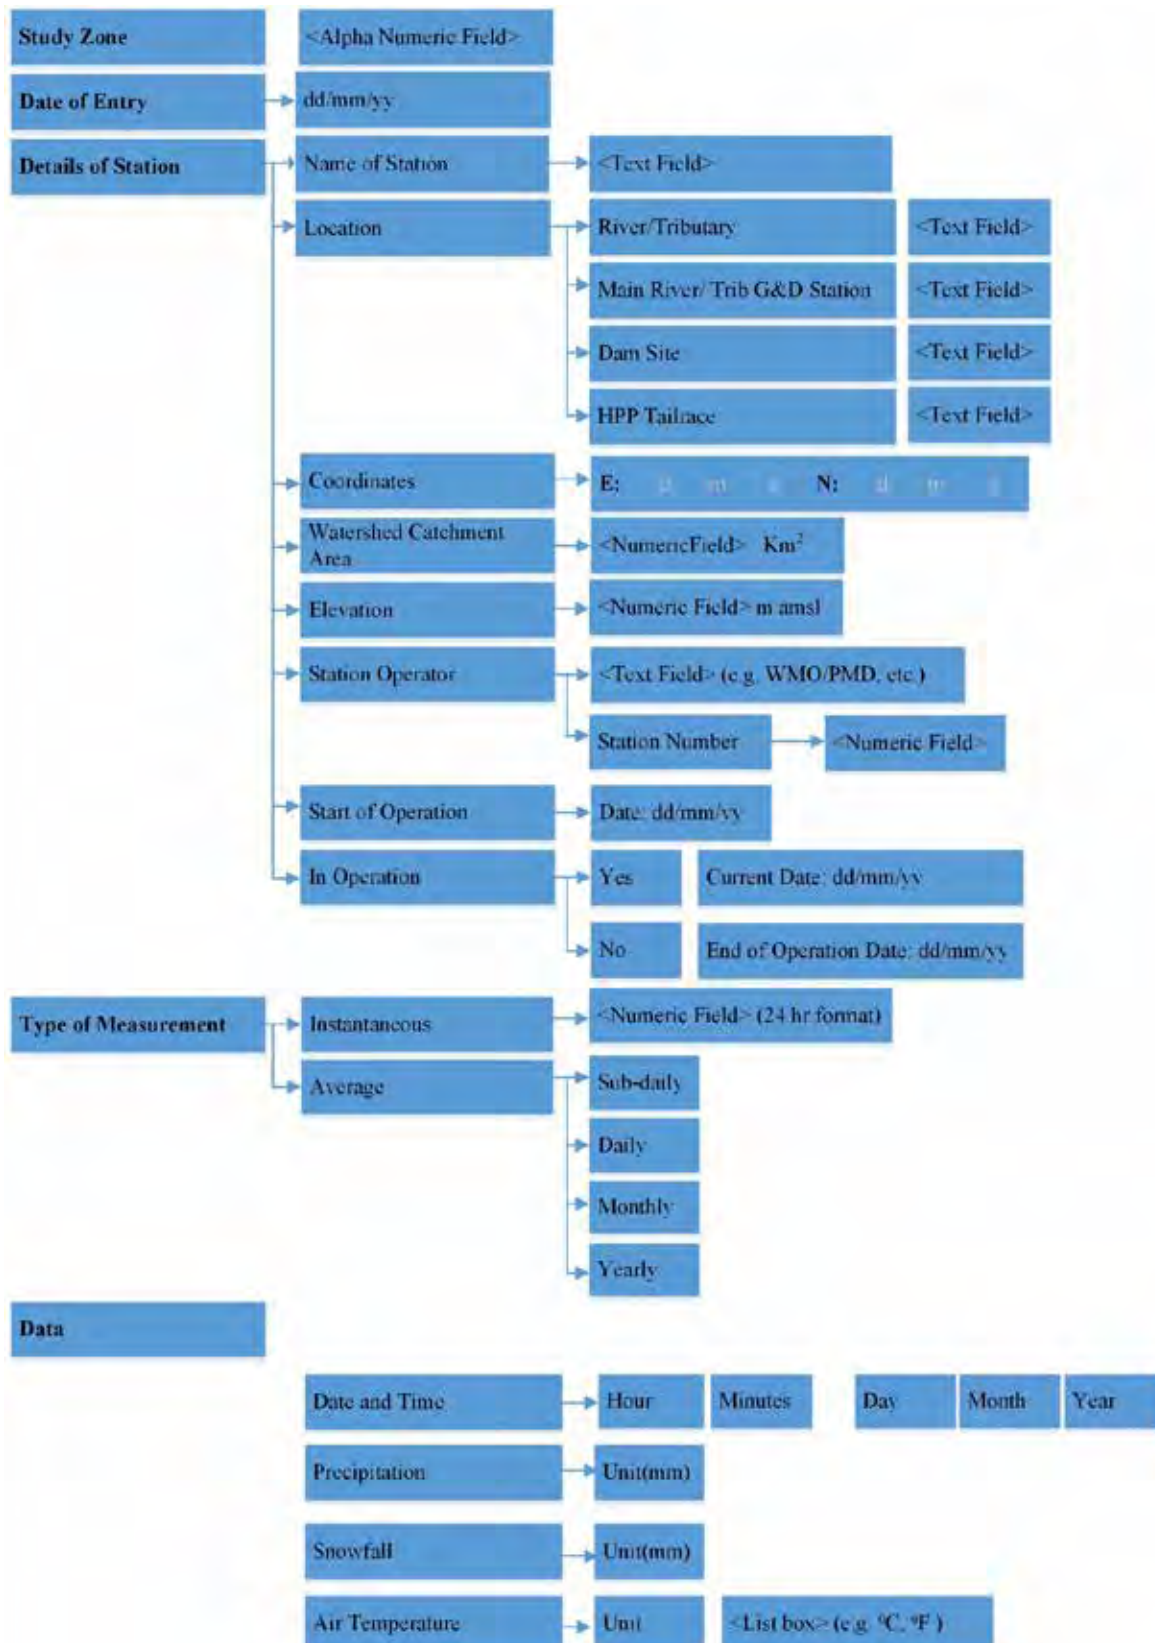 Study Zone <Alpha Numeric Field>
Date of Entry dd/mm/yy
Details of Station Name of Station <Text Field>
Location River/Tributary <Text Field>
Main River/ Trib G&D Station <Text Field>
Dam Site <Text Field>
HPP Tailrace <Text Field>
Coordinates E: d m s N: d m s
Watershed Catchment
Area
<NumericField> Km²
Elevation <Numeric Field> m amsl
Station Operator <Text Field> (e.g. WMO/PMD, etc.)
Station Number <Numeric Field>
Start of Operation Date: dd/mm/yy
In Operation Yes Current Date: dd/mm/yy
No End of Operation Date: dd/mm/yy
Type of Measurement Instantaneous <Numeric Field> (24 hr format)
Average Sub-daily
Daily
Monthly
Yearly
Data
Date and Time Hour Minutes Day Month Year
Precipitation Unit(mm)
Snowfall Unit(mm)
Air Temperature Unit <List box> (e.g. ºC, ºF )